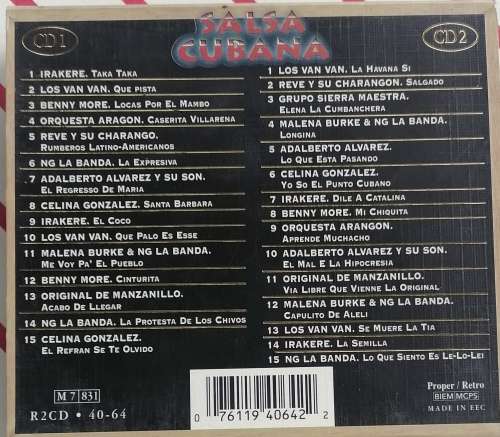 SALSA
CUBANA
CD 1
1 IRAKERE. TAKA TAKA
2 LOS VAN VAN. QUE PISTA
3 BENNY MORE. LOCAS POR EL MAMBO
4 ORQUESTA ARAGON. CASERITA VILLARENA
5 REVE Y SU CHARANGO.
RUMBEROS LATINO-AMERICANOS
6 NG LA BANDA. LA EXPRESIVA
7 ADALBERTO ALVAREZ Y SU SON.
EL REGRESSO DE MARIA
8 CELINA GONZALEZ. SANTA BARBARA
9 IRAKERE. EL COCO
10 LOS VAN VAN. QUE PALO ES ESSE
11 MALENA BURKE & NG LA BANDA.
ME VOY PA' EL PUEBLO
12 BENNY MORE. CINTURITA
13 ORIGINAL DE MANZANILLO.
ACABO DE LLEGAR
14 NG LA BANDA. LA PROTESTA DE LOS CHIVOS
15 CELINA GONZALEZ.
EL REFRAN SE TE OLVIDO
CD 2
1 LOS VAN VAN. LA HAVANA SI
2 REVE Y SU CHARANGON. SALGADO
3 GRUPO SIERRA MAESTRA.
ELENA LA CUMBANCHERA
4 MALENA BURKE & NG LA BANDA.
LONGINA
5 ADALBERTO ALVAREZ.
LO QUE ESTA PASANDO
6 CELINA GONZALEZ.
YO SO EL PUNTO CUBANO
7 IRAKERE. DILE A CATALINA
8 BENNY MORE. MI CHIQUITA
9 ORQUESTA ARANGON.
APRENDE MUCHACHO
10 ADALBERTO ALVAREZ Y SU SON.
EL MAL E LA HIPOCRESIA
11 ORIGINAL DE MANZANILLO.
VIA LIBRE QUE VIENNE LA ORIGINAL
12 MALENA BURKE & NG LA BANDA.
CAPULITO DE ALELI
13 LOS VAN VAN. SE MUERE LA TIA
14 IRAKERE. LA SEMILLA
15 NG LA BANDA. LO QUE SIENTO ES LE-LO-LEI
M 7 831
R2CD · 40-64
0 76119 40642 2
Proper / Retro
BIEM MCPS
MADE IN EEC